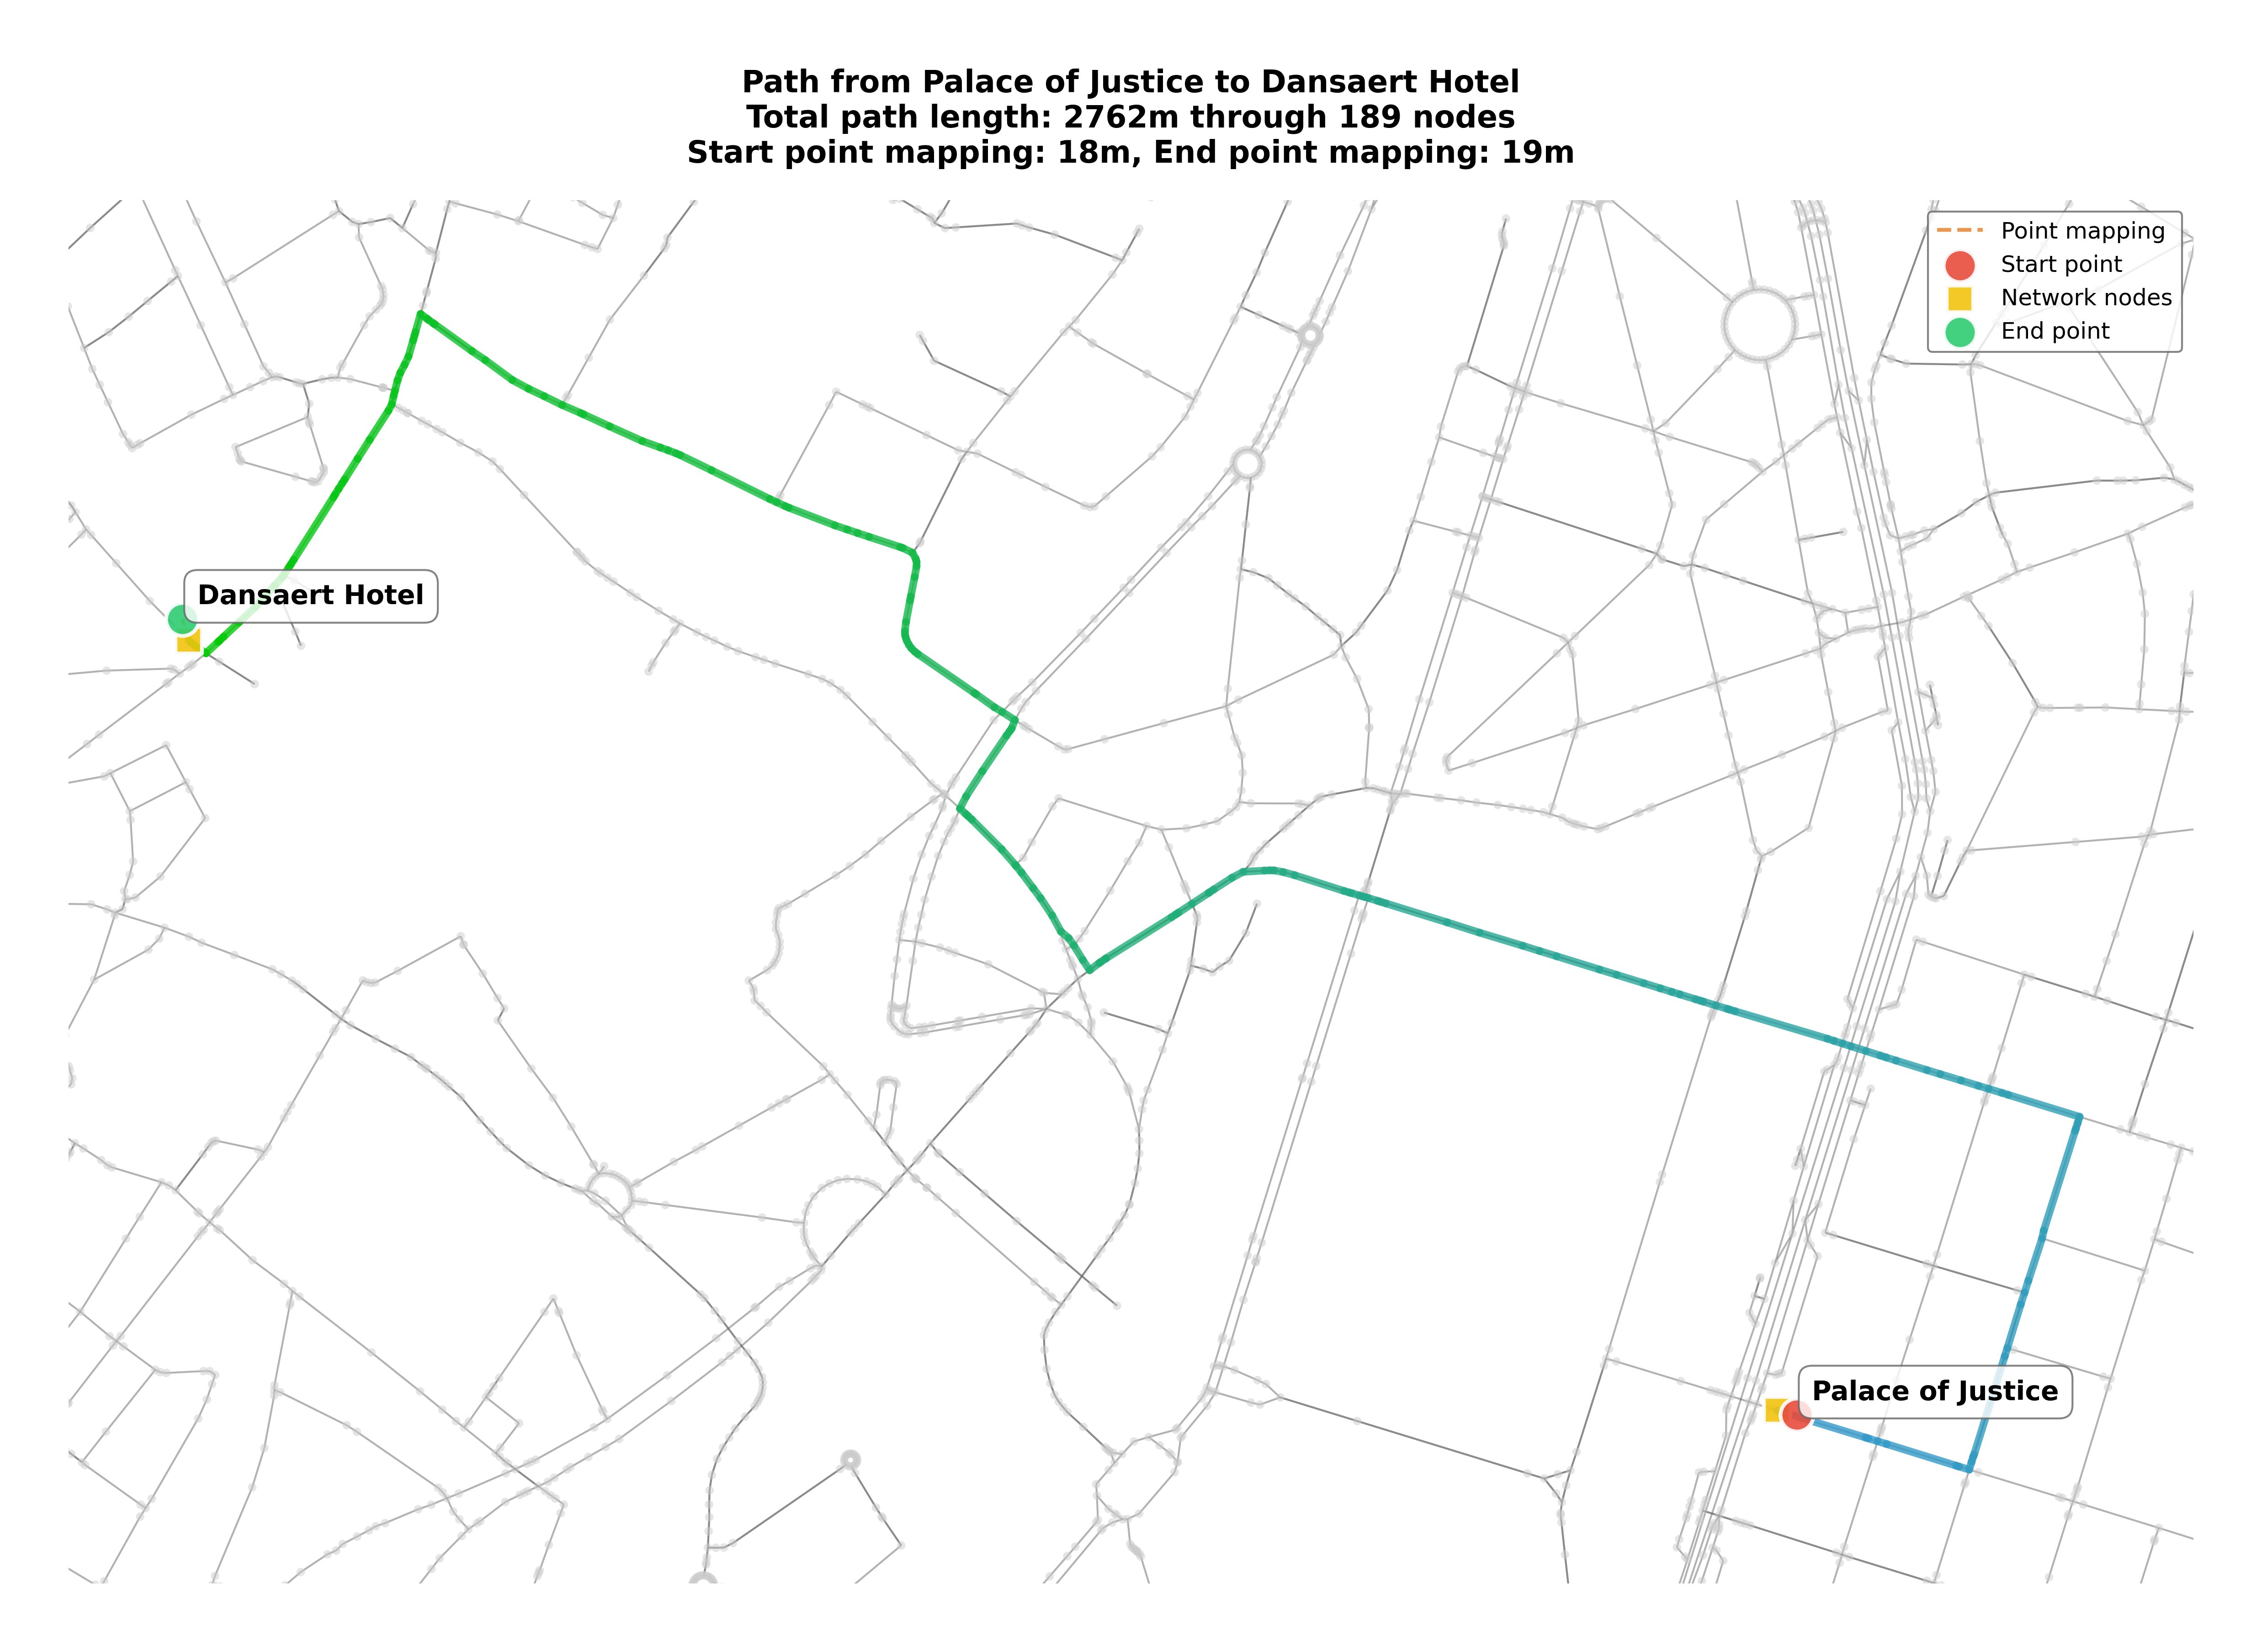 Path from Palace of Justice to Dansaert Hotel
Total path length: 2762m through 189 nodes
Start point mapping: 18m, End point mapping: 19m
Point mapping
Start point
Network nodes
End point
Dansaert Hotel
Palace of Justice